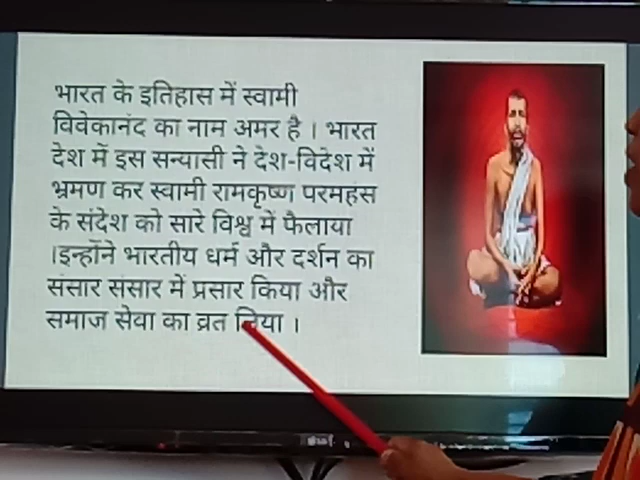 भारत के इतिहास में स्वामी
विवेकानंद का नाम अमर है । भारत
देश में इस सन्यासी ने देश-विदेश में
भ्रमण कर स्वामी रामकृष्ण परमहंस
के संदेश को सारे विश्व में फैलाया
।इन्होंने भारतीय धर्म और दर्शन का
संसार संसार में प्रसार किया और
समाज सेवा का व्रत लिया ।